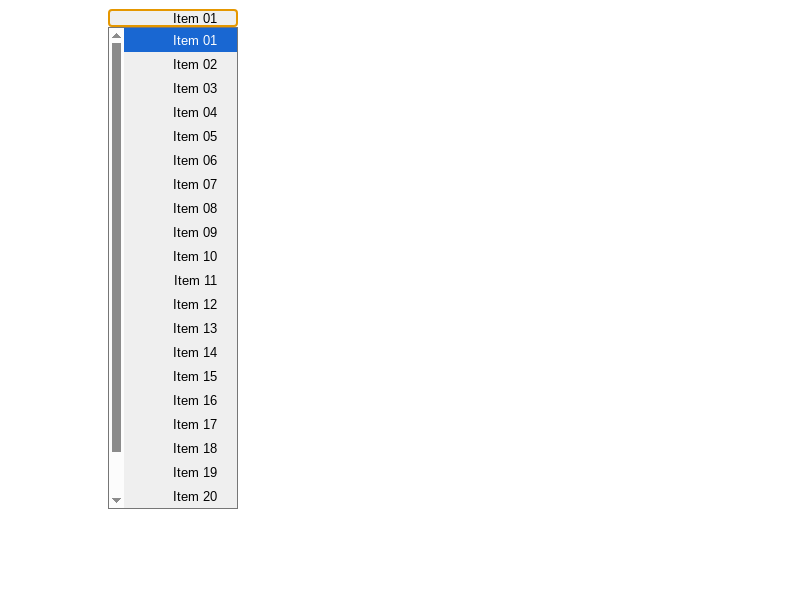 Item 01
Item 01
Item 02
Item 03
Item 04
Item 05
Item 06
Item 07
Item 08
Item 09
Item 10
Item 11
Item 12
Item 13
Item 14
Item 15
Item 16
Item 17
Item 18
Item 19
Item 20